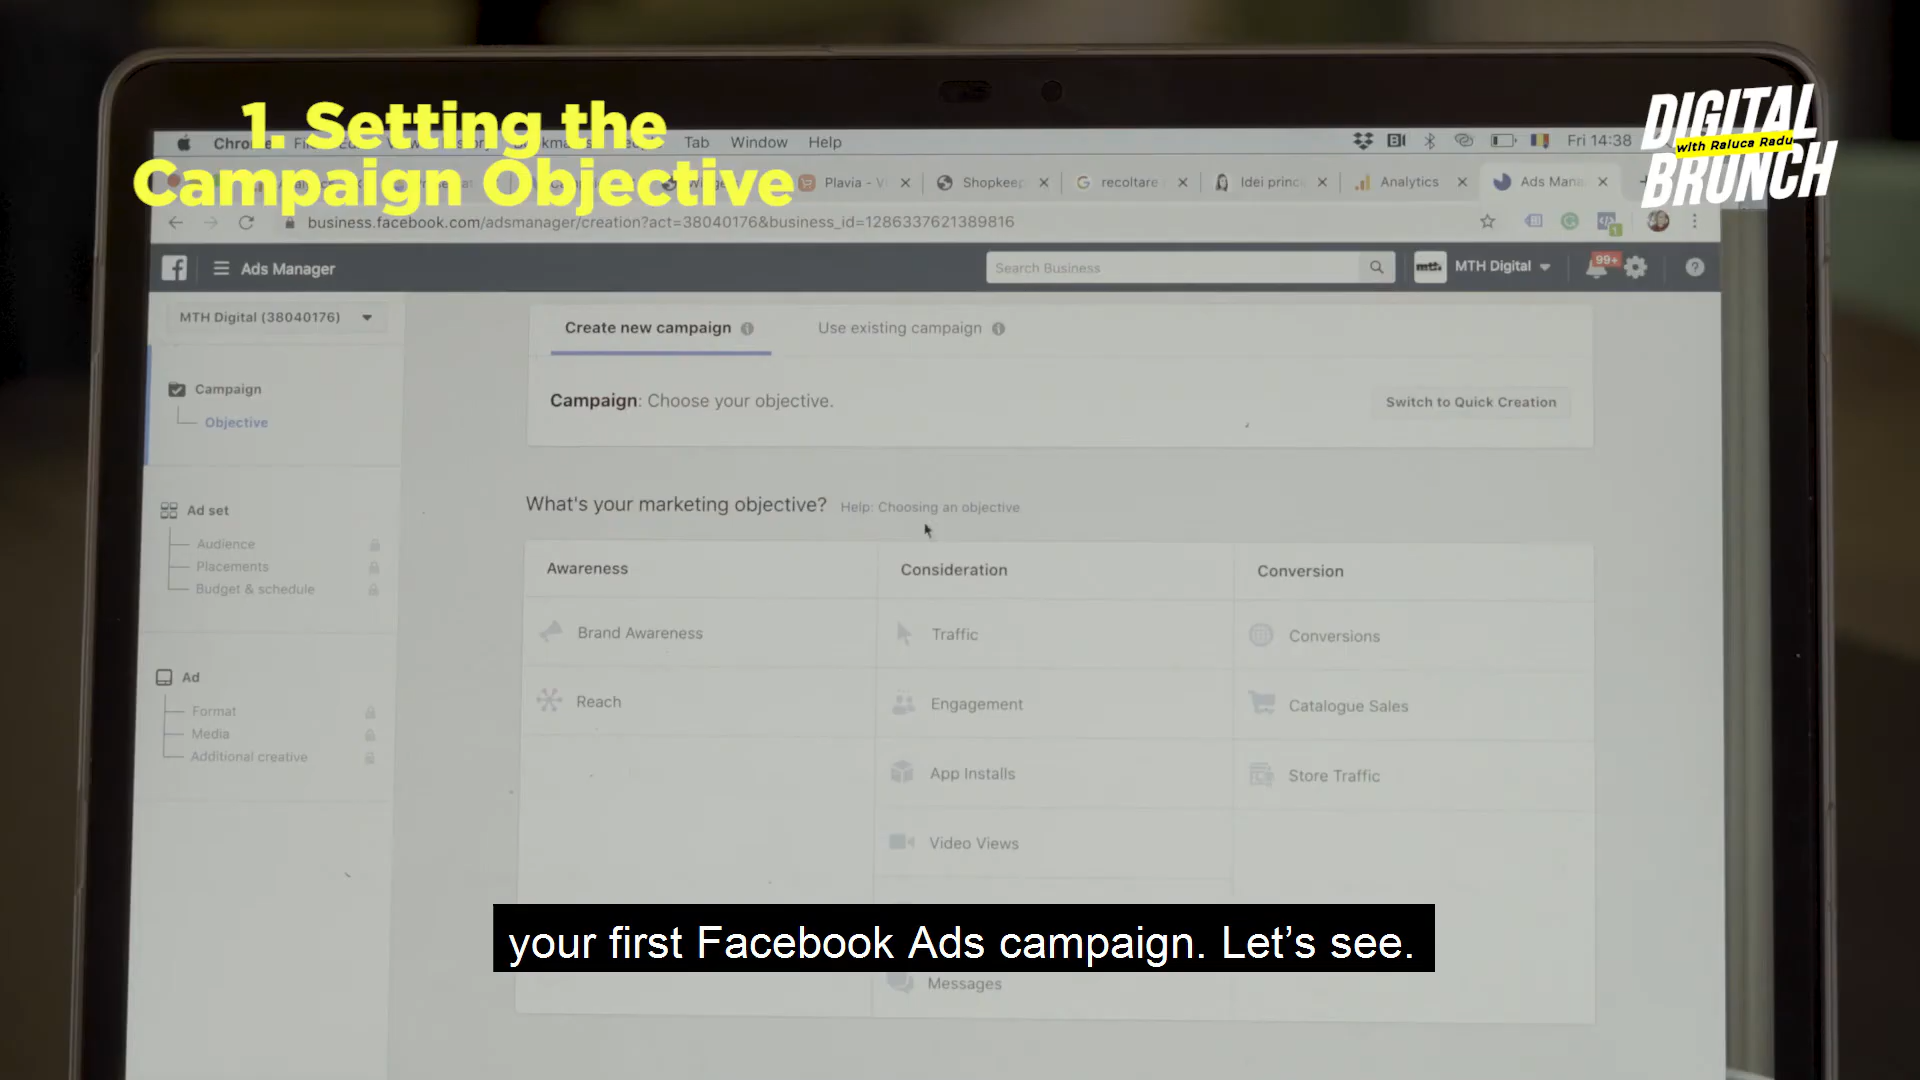 1. Setting the
Campaign Objective
DIGITAL
with Raluca Radu
BRUNCH
Tab Window Help
Fri 14:38
Plavia - V
Shopkeep
recoltare
Idei princ
Analytics
Ads Mana
business.facebook.com/adsmanager/creation?act=38040176&business_id=1286337621389816
Ads Manager
Search Business
mth.
MTH Digital
99+
MTH Digital (38040176)
Create new campaign
Use existing campaign
Campaign
Campaign: Choose your objective.
Switch to Quick Creation
Objective
What's your marketing objective? Help: Choosing an objective
Ad set
Audience
Placements
Budget & schedule
Awareness
Consideration
Conversion
Brand Awareness
Traffic
Conversions
Ad
Reach
Engagement
Catalogue Sales
Format
Media
Additional creative
App Installs
Store Traffic
Video Views
your first Facebook Ads campaign. Let's see.
Messages